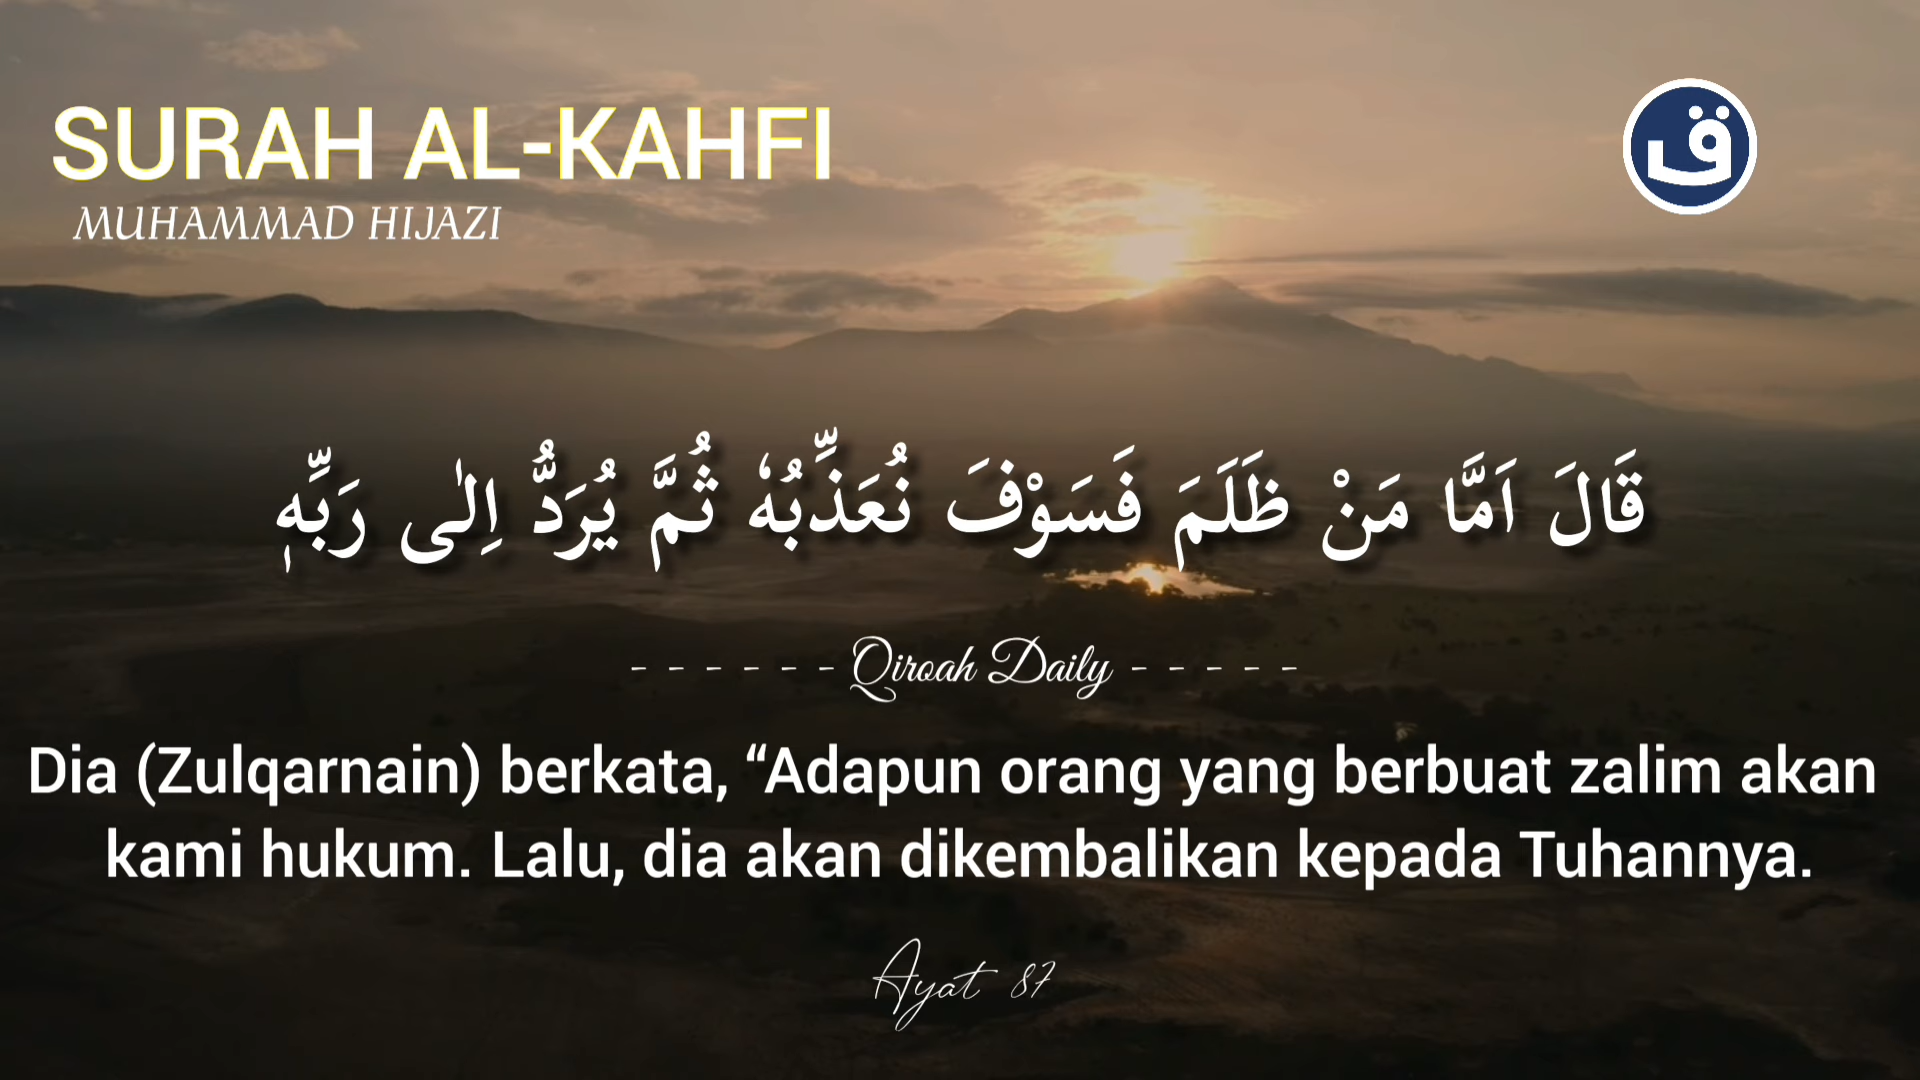 SURAH AL-KAHFI
MUHAMMAD HIJAZI
ق
قَالَ اَمَّا مَنْ ظَلَمَ فَسَوْفَ نُعَذِّبُهٗ ثُمَّ يُرَدُّ اِلٰى رَبِّهٖ
- - - - - - Qiroah Daily - - - - -
Dia (Zulqarnain) berkata, “Adapun orang yang berbuat zalim akan
kami hukum. Lalu, dia akan dikembalikan kepada Tuhannya.
Ayat 87